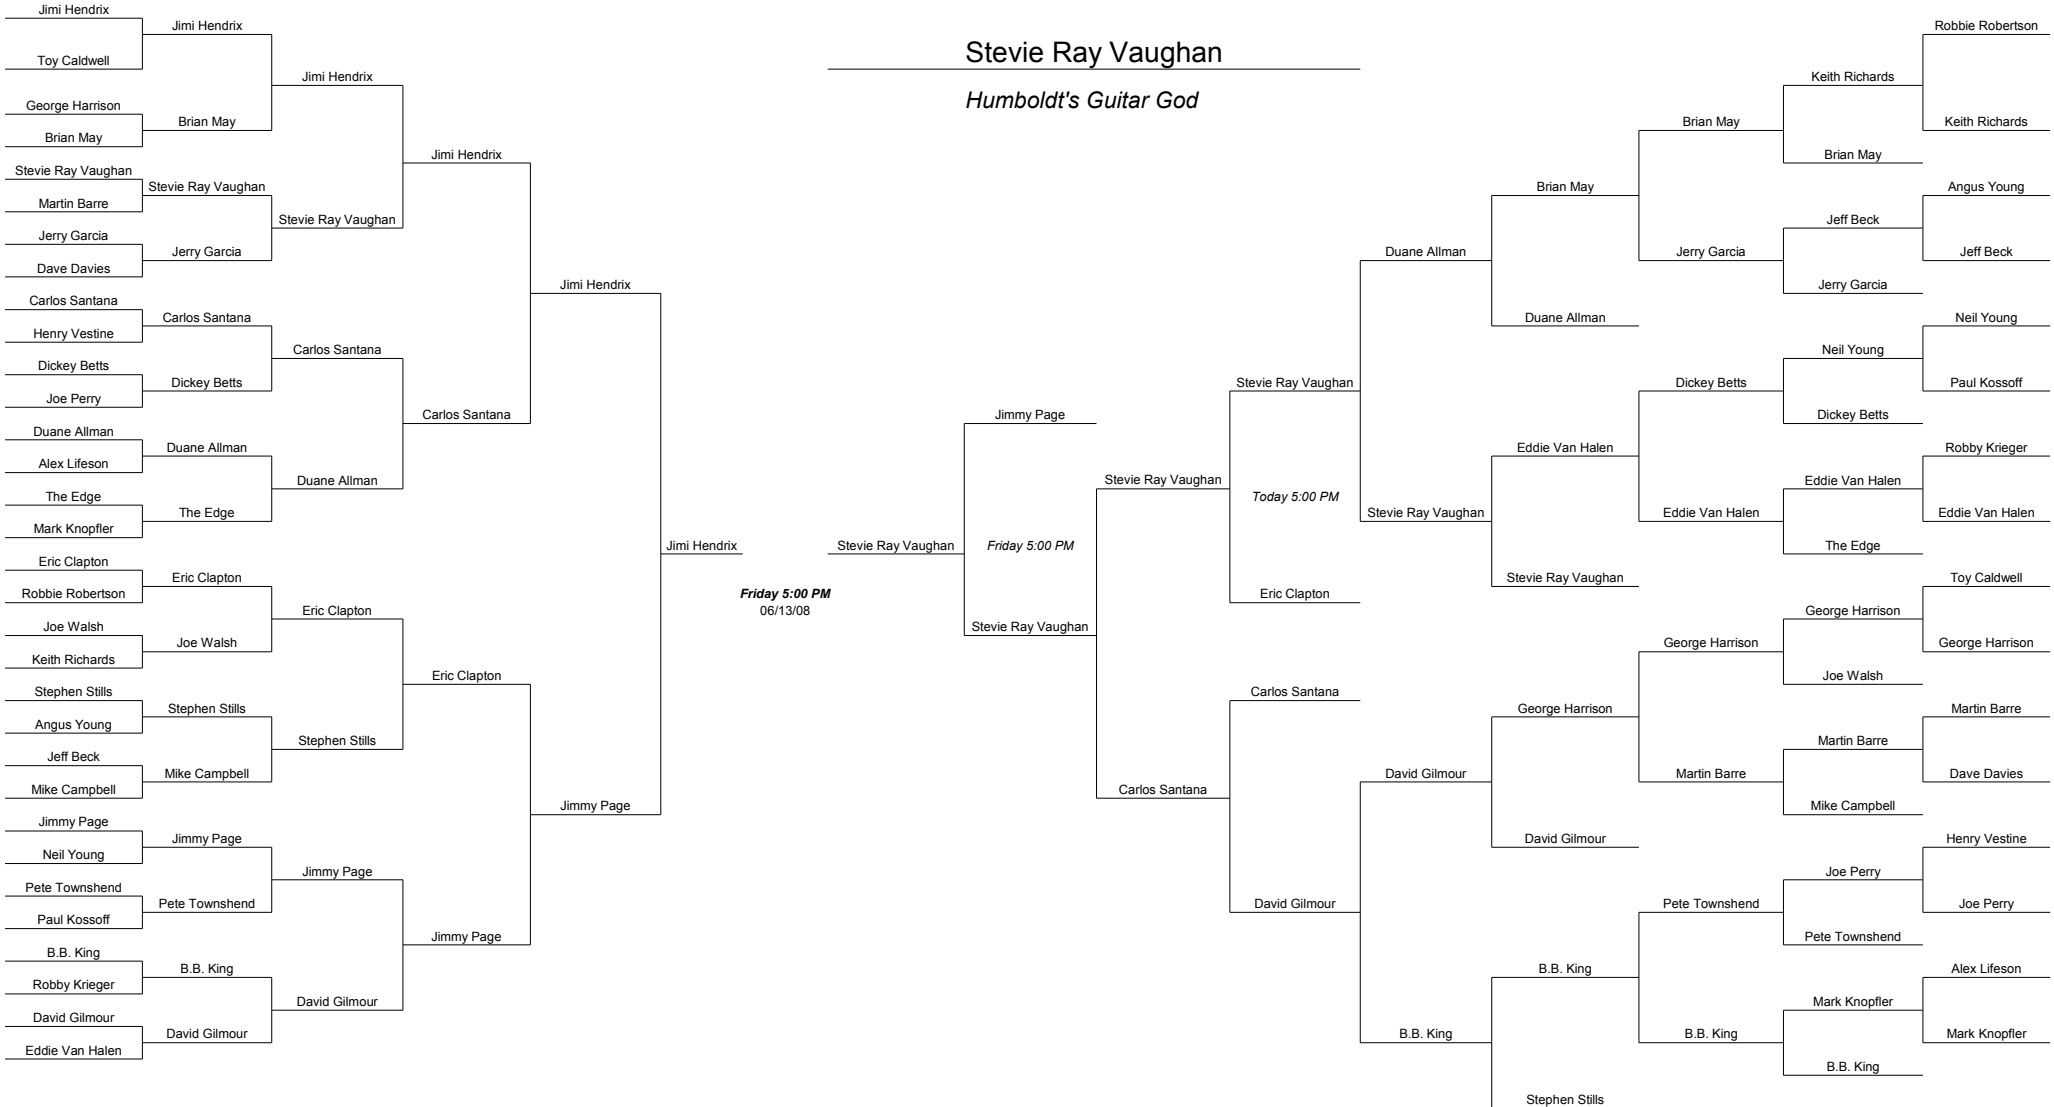 Stevie Ray Vaughan
Humboldt's Guitar God
Jimi Hendrix
Toy Caldwell
George Harrison
Brian May
Stevie Ray Vaughan
Martin Barre
Jerry Garcia
Dave Davies
Carlos Santana
Henry Vestine
Dickey Betts
Joe Perry
Duane Allman
Alex Lifeson
The Edge
Mark Knopfler
Eric Clapton
Robbie Robertson
Joe Walsh
Keith Richards
Stephen Stills
Angus Young
Jeff Beck
Mike Campbell
Jimmy Page
Neil Young
Pete Townshend
Paul Kossoff
B.B. King
Robby Krieger
David Gilmour
Eddie Van Halen
Jimi Hendrix
Brian May
Stevie Ray Vaughan
Jerry Garcia
Carlos Santana
Dickey Betts
Duane Allman
The Edge
Eric Clapton
Joe Walsh
Stephen Stills
Mike Campbell
Jimmy Page
Pete Townshend
B.B. King
David Gilmour
Jimi Hendrix
Stevie Ray Vaughan
Carlos Santana
Duane Allman
Eric Clapton
Stephen Stills
Jimmy Page
David Gilmour
Jimi Hendrix
Carlos Santana
Eric Clapton
Jimmy Page
Jimi Hendrix
Jimmy Page
Jimi Hendrix
Friday 5:00 PM
06/13/08
Stevie Ray Vaughan
Jimmy Page
Friday 5:00 PM
Stevie Ray Vaughan
Stevie Ray Vaughan
Carlos Santana
Stevie Ray Vaughan
Today 5:00 PM
Eric Clapton
Carlos Santana
David Gilmour
Duane Allman
Stevie Ray Vaughan
David Gilmour
B.B. King
Brian May
Duane Allman
Eddie Van Halen
Stevie Ray Vaughan
George Harrison
David Gilmour
B.B. King
Stephen Stills
Brian May
Jerry Garcia
Dickey Betts
Eddie Van Halen
George Harrison
Martin Barre
Pete Townshend
B.B. King
Keith Richards
Brian May
Jeff Beck
Jerry Garcia
Neil Young
Dickey Betts
Eddie Van Halen
The Edge
George Harrison
Joe Walsh
Martin Barre
Mike Campbell
Joe Perry
Pete Townshend
Mark Knopfler
B.B. King
Robbie Robertson
Keith Richards
Angus Young
Jeff Beck
Neil Young
Paul Kossoff
Robby Krieger
Eddie Van Halen
Toy Caldwell
George Harrison
Martin Barre
Dave Davies
Henry Vestine
Joe Perry
Alex Lifeson
Mark Knopfler